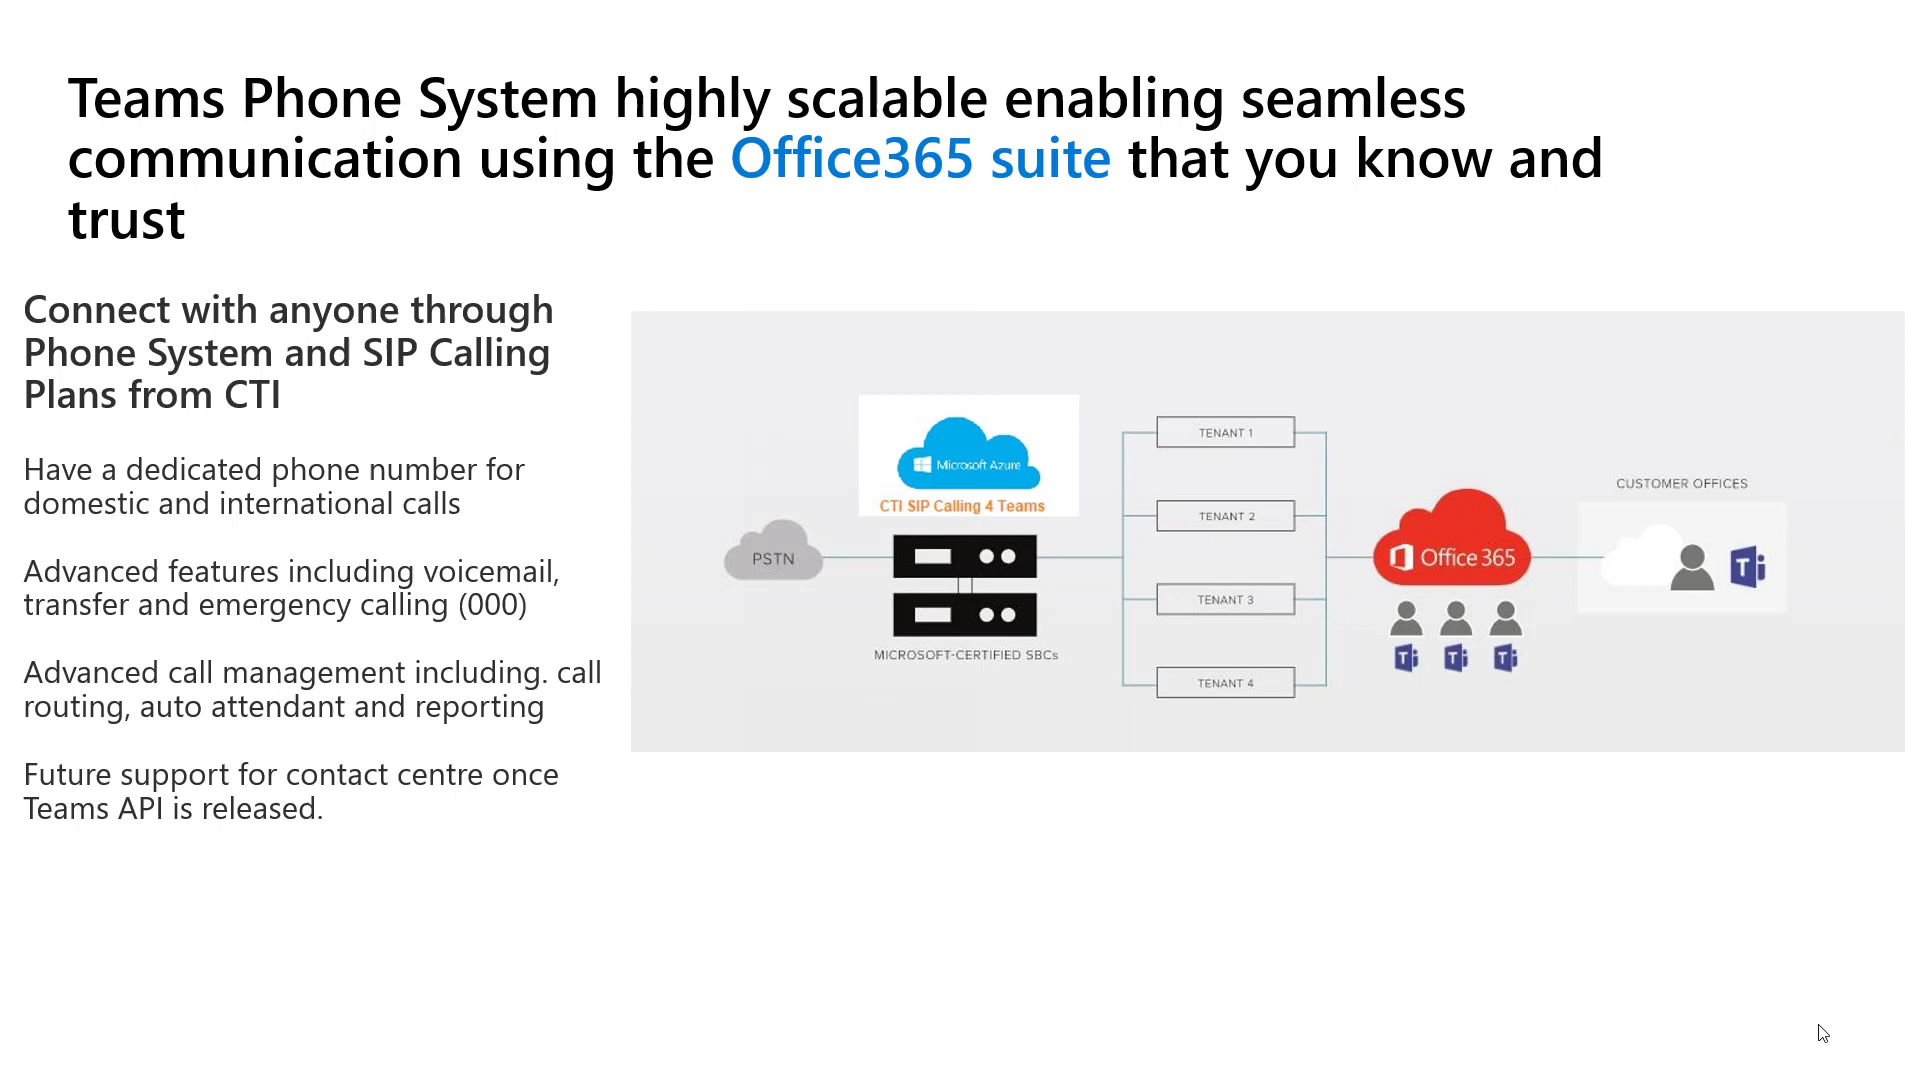 Teams Phone System highly scalable enabling seamless
communication using the Office365 suite that you know and
trust
Connect with anyone through
Phone System and SIP Calling
Plans from CTI
Have a dedicated phone number for
domestic and international calls
Advanced features including voicemail,
transfer and emergency calling (000)
Advanced call management including. call
routing, auto attendant and reporting
Future support for contact centre once
Teams API is released.
PSTN
Microsoft Azure
CTI SIP Calling 4 Teams
MICROSOFT-CERTIFIED SBCs
TENANT 1
TENANT 2
TENANT 3
TENANT 4
Office 365
CUSTOMER OFFICES